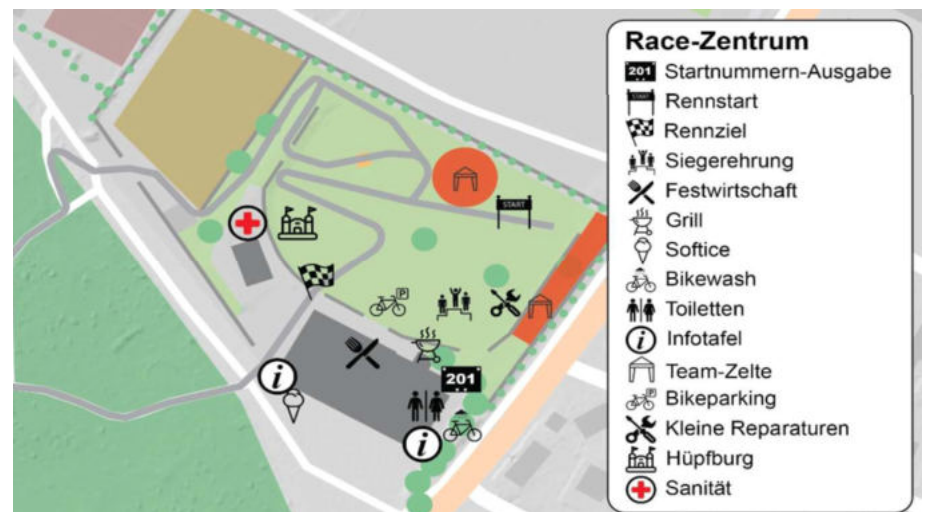 Race-Zentrum
201 Startnummern-Ausgabe
START Rennstart
Rennziel
Siegerehrung
Festwirtschaft
Grill
Softice
Bikewash
Toiletten
i Infotafel
Team-Zelte
P Bikeparking
Kleine Reparaturen
Hüpfburg
Sanität
START
P
201
i
i